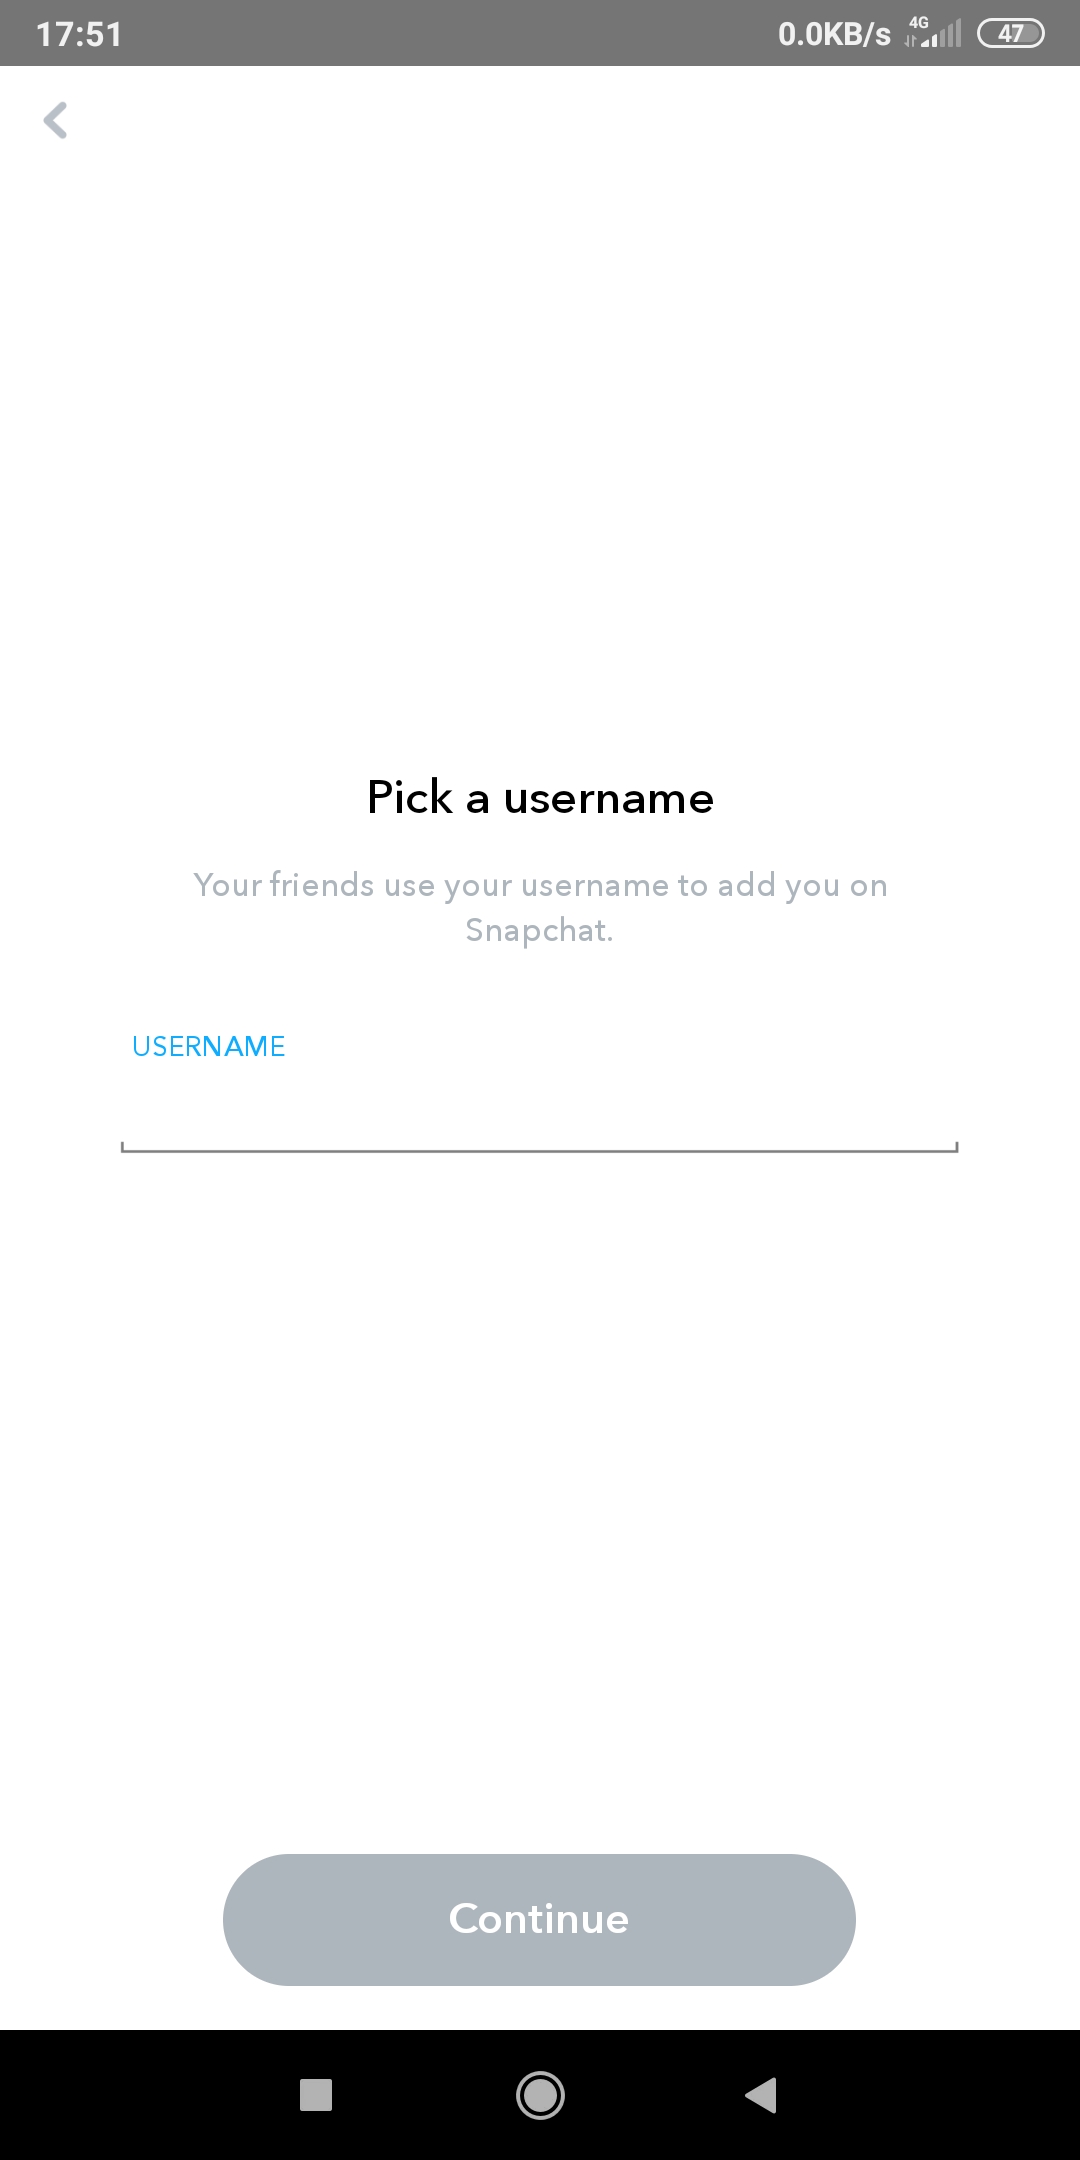 17:51
0.0KB/s 4G 47
Pick a username
Your friends use your username to add you on
Snapchat.
USERNAME
Continue